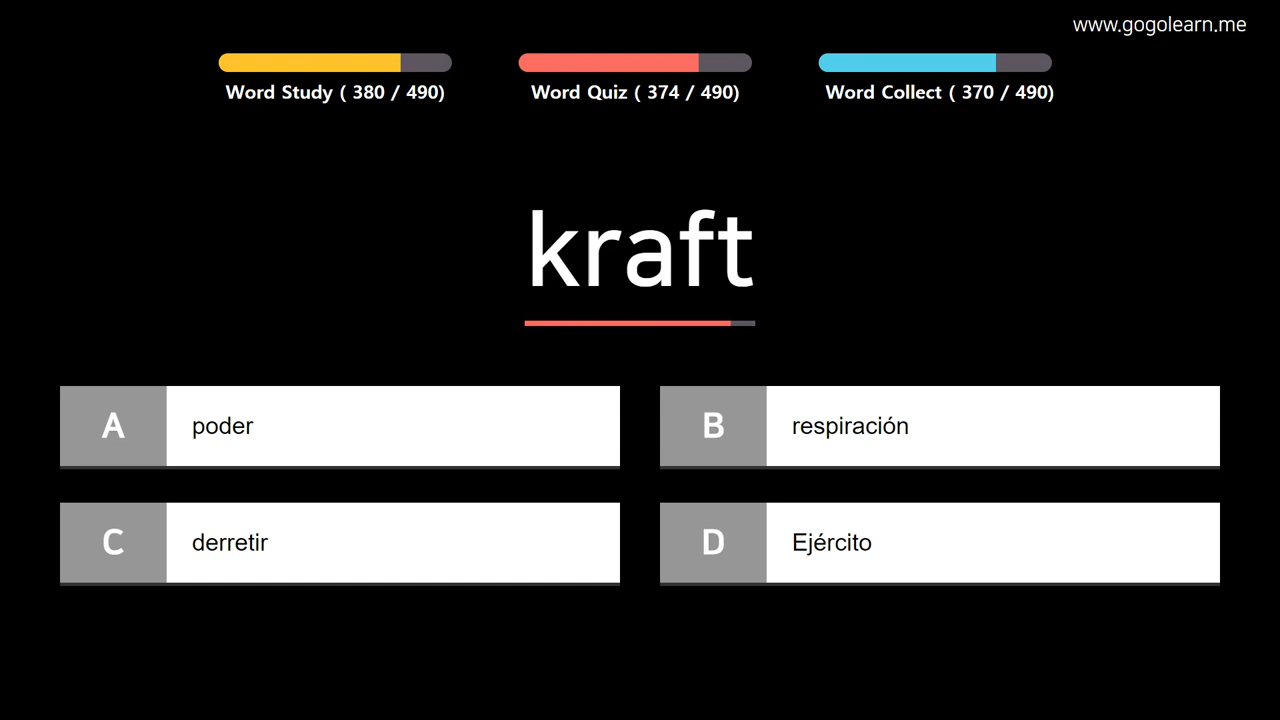 www.gogolearn.me
Word Study ( 380 / 490)
Word Quiz ( 374 / 490)
Word Collect ( 370 / 490)
kraft
A poder
B respiración
C derretir
D Ejército